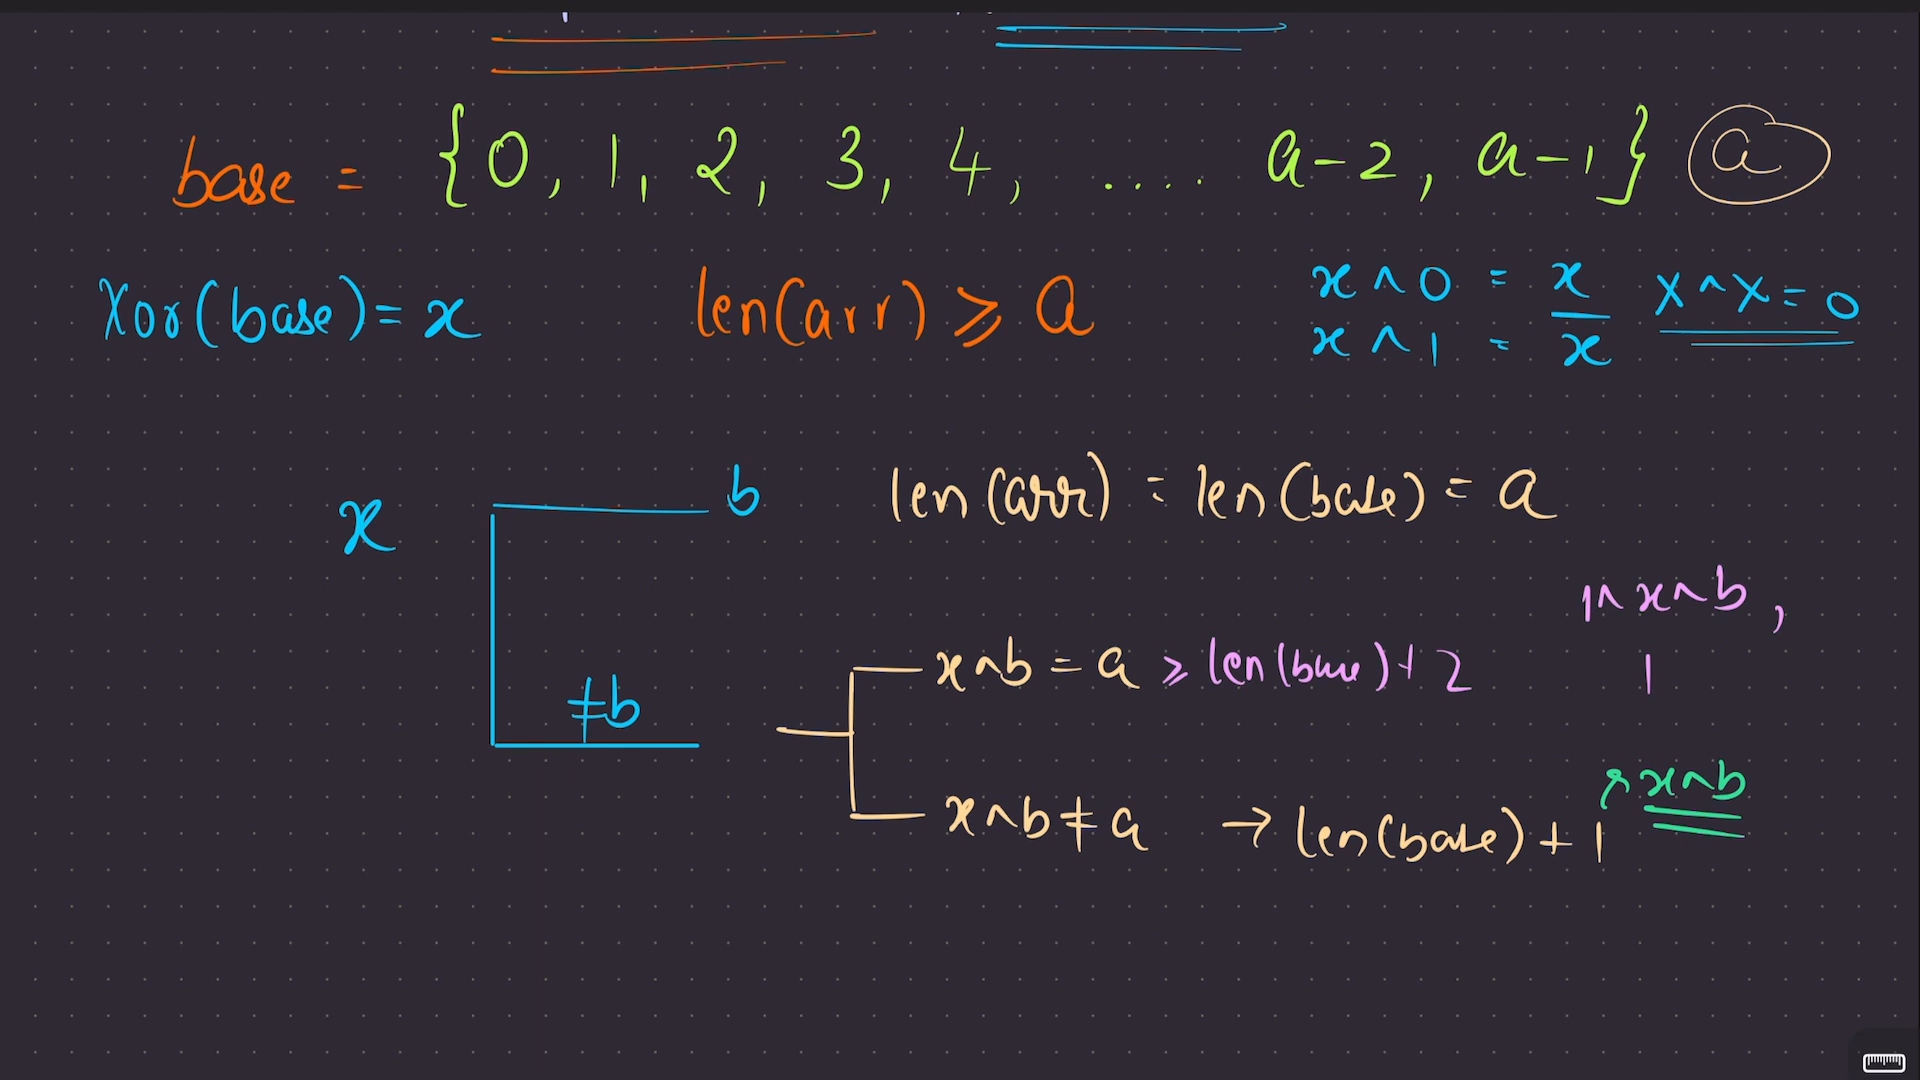 base = {0, 1, 2, 3, 4, .... a-2, a-1} a
Xor(base) = x
len(arr) ⩾ a
x ^ 0 = x
x ^ 1 = x
x ^ x = 0
x
b
≠b
len(arr) = len(base) = a
x^b = a ⩾ len(base) + 2
1^x^b,
1
x^b ≠ a → len(base) + 1
x^b